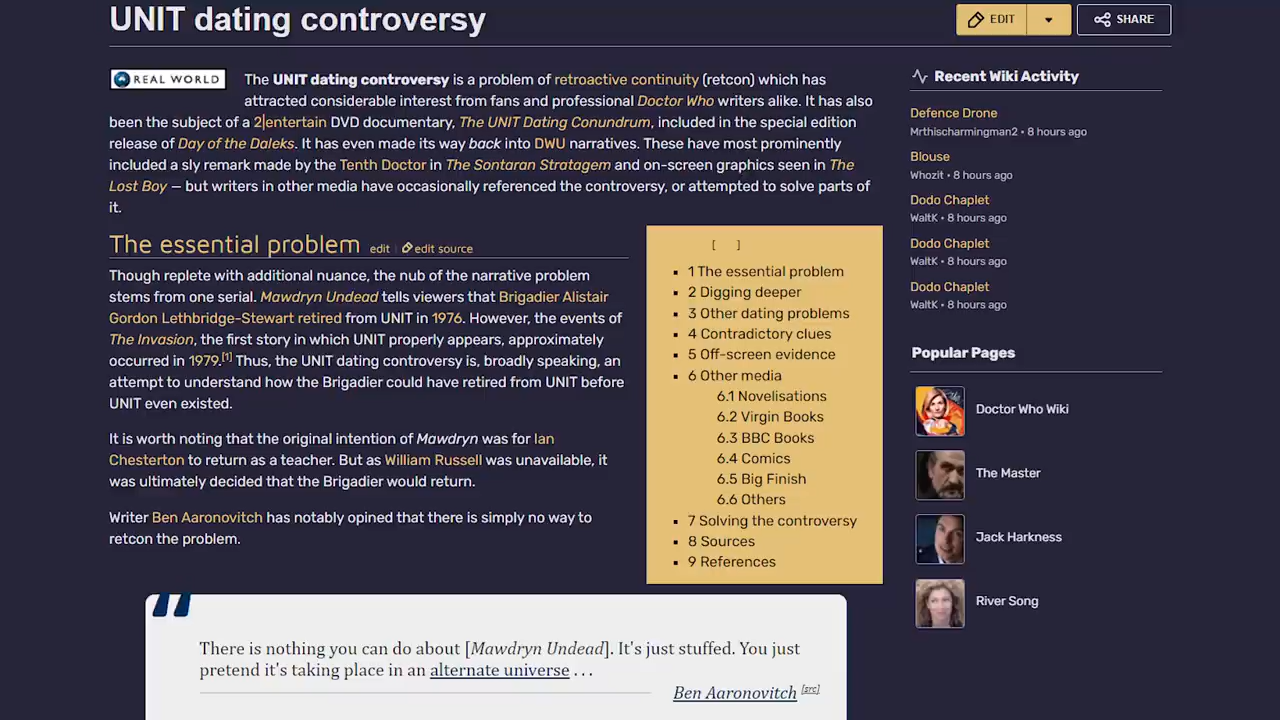 UNIT dating controversy
EDIT
SHARE
REAL WORLD
The UNIT dating controversy is a problem of retroactive continuity (retcon) which has
attracted considerable interest from fans and professional Doctor Who writers alike. It has also
been the subject of a 2|entertain DVD documentary, The UNIT Dating Conundrum, included in the special edition
release of Day of the Daleks. It has even made its way back into DWU narratives. These have most prominently
included a sly remark made by the Tenth Doctor in The Sontaran Stratagem and on-screen graphics seen in The
Lost Boy — but writers in other media have occasionally referenced the controversy, or attempted to solve parts of
it.
The essential problem edit edit source
Though replete with additional nuance, the nub of the narrative problem
stems from one serial. Mawdryn Undead tells viewers that Brigadier Alistair
Gordon Lethbridge-Stewart retired from UNIT in 1976. However, the events of
The Invasion, the first story in which UNIT properly appears, approximately
occurred in 1979.[1] Thus, the UNIT dating controversy is, broadly speaking, an
attempt to understand how the Brigadier could have retired from UNIT before
UNIT even existed.
It is worth noting that the original intention of Mawdryn was for Ian
Chesterton to return as a teacher. But as William Russell was unavailable, it
was ultimately decided that the Brigadier would return.
Writer Ben Aaronovitch has notably opined that there is simply no way to
retcon the problem.
[ ]
1 The essential problem
2 Digging deeper
3 Other dating problems
4 Contradictory clues
5 Off-screen evidence
6 Other media
6.1 Novelisations
6.2 Virgin Books
6.3 BBC Books
6.4 Comics
6.5 Big Finish
6.6 Others
7 Solving the controversy
8 Sources
9 References
"
There is nothing you can do about [Mawdryn Undead]. It's just stuffed. You just
pretend it's taking place in an alternate universe . . .
Ben Aaronovitch [src]
Recent Wiki Activity
Defence Drone
Mrthischarmingman2 • 8 hours ago
Blouse
Whozit • 8 hours ago
Dodo Chaplet
WaltK • 8 hours ago
Dodo Chaplet
WaltK • 8 hours ago
Dodo Chaplet
WaltK • 8 hours ago
Popular Pages
Doctor Who Wiki
The Master
Jack Harkness
River Song